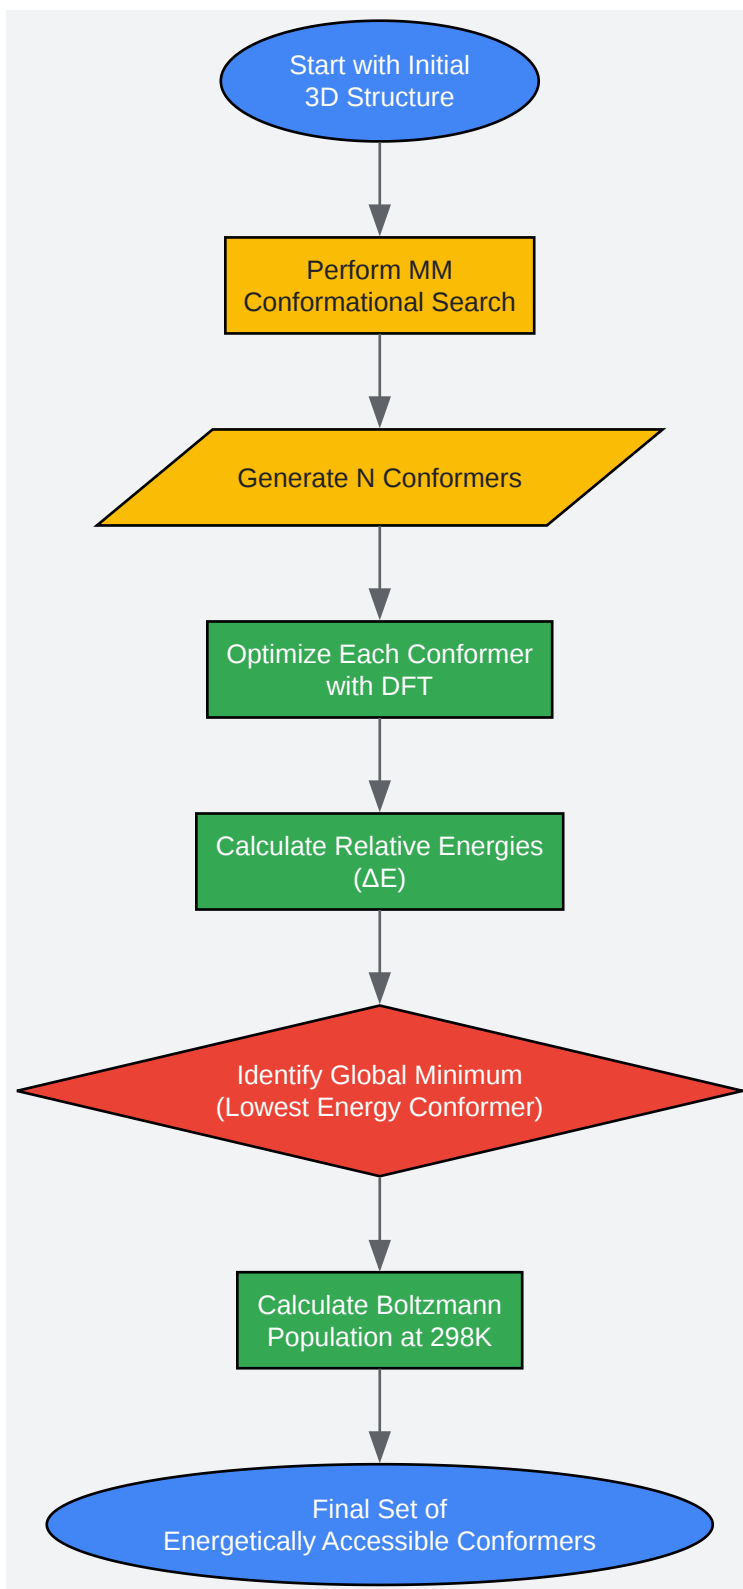 Start with Initial
3D Structure
Perform MM
Conformational Search
Generate N Conformers
Optimize Each Conformer
with DFT
Calculate Relative Energies
(ΔE)
Identify Global Minimum
(Lowest Energy Conformer)
Calculate Boltzmann
Population at 298K
Final Set of
Energetically Accessible Conformers